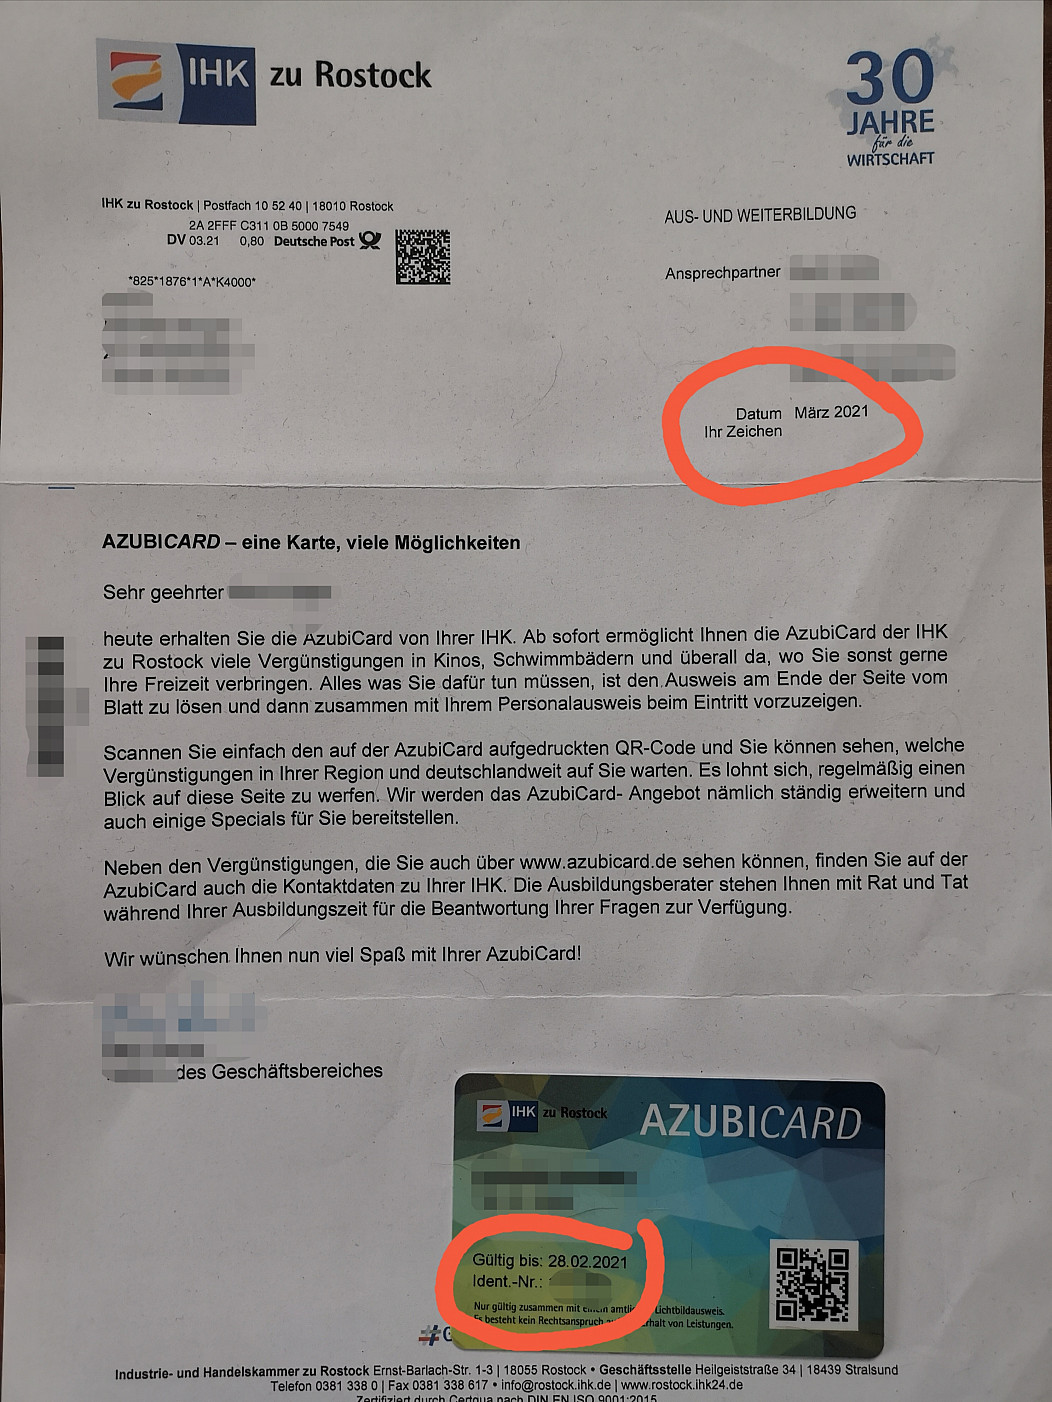 IHK zu Rostock
30
JAHRE
für die
WIRTSCHAFT
IHK zu Rostock | Postfach 10 52 40 | 18010 Rostock
2A 2FFF C311 0B 5000 7549
DV 03.21 0,80 Deutsche Post
*825*1876*1*A*K4000*
AUS- UND WEITERBILDUNG
Ansprechpartner
Datum März 2021
Ihr Zeichen
AZUBICARD – eine Karte, viele Möglichkeiten
Sehr geehrter
heute erhalten Sie die AzubiCard von Ihrer IHK. Ab sofort ermöglicht Ihnen die AzubiCard der IHK
zu Rostock viele Vergünstigungen in Kinos, Schwimmbädern und überall da, wo Sie sonst gerne
Ihre Freizeit verbringen. Alles was Sie dafür tun müssen, ist den Ausweis am Ende der Seite vom
Blatt zu lösen und dann zusammen mit Ihrem Personalausweis beim Eintritt vorzuzeigen.
Scannen Sie einfach den auf der AzubiCard aufgedruckten QR-Code und Sie können sehen, welche
Vergünstigungen in Ihrer Region und deutschlandweit auf Sie warten. Es lohnt sich, regelmäßig einen
Blick auf diese Seite zu werfen. Wir werden das AzubiCard- Angebot nämlich ständig erweitern und
auch einige Specials für Sie bereitstellen.
Neben den Vergünstigungen, die Sie auch über www.azubicard.de sehen können, finden Sie auf der
AzubiCard auch die Kontaktdaten zu Ihrer IHK. Die Ausbildungsberater stehen Ihnen mit Rat und Tat
während Ihrer Ausbildungszeit für die Beantwortung Ihrer Fragen zur Verfügung.
Wir wünschen Ihnen nun viel Spaß mit Ihrer AzubiCard!
des Geschäftsbereiches
IHK zu Rostock AZUBICARD
Gültig bis: 28.02.2021
Ident.-Nr.:
Nur gültig zusammen mit einem amtlichen Lichtbildausweis.
Es besteht kein Rechtsanspruch auf Erhalt von Leistungen.
#G
Industrie- und Handelskammer zu Rostock Ernst-Barlach-Str. 1-3 | 18055 Rostock • Geschäftsstelle Heilgeiststraße 34 | 18439 Stralsund
Telefon 0381 338 0 | Fax 0381 338 617 • info@rostock.ihk.de | www.rostock.ihk24.de
Zertifiziert durch Certqua nach DIN EN ISO 9001:2015